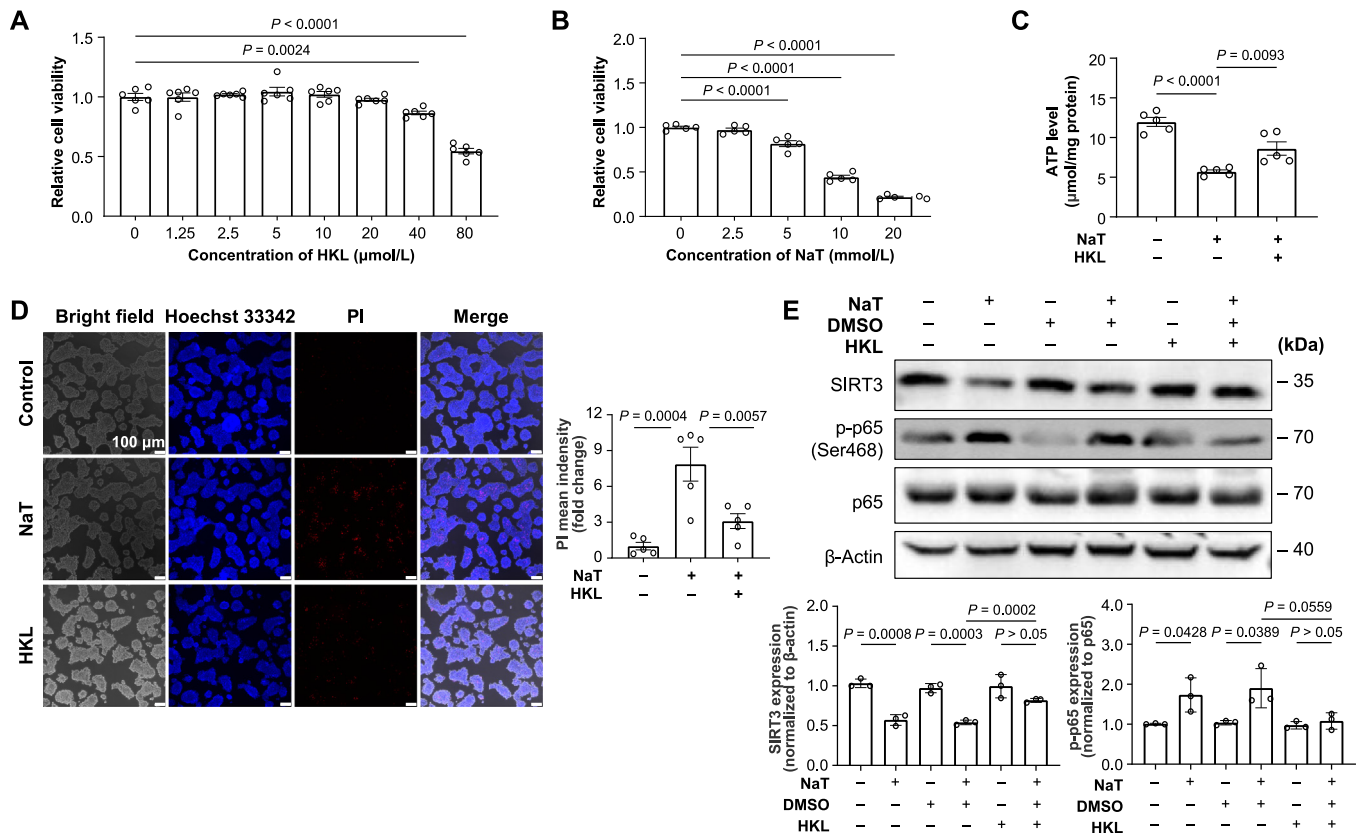 A
P < 0.0001
P = 0.0024
Relative cell viability
1.5
1.0
0.5
0.0
0 1.25 2.5 5 10 20 40 80
Concentration of HKL (μmol/L)
B
P < 0.0001
P < 0.0001
P < 0.0001
Relative cell viability
2.0
1.5
1.0
0.5
0.0
0 2.5 5 10 20
Concentration of NaT (mmol/L)
C
P = 0.0093
P < 0.0001
ATP level
(μmol/mg protein)
20
15
10
5
0
NaT – + +
HKL – – +
D
Bright field Hoechst 33342 PI Merge
Control
100 μm
NaT
HKL
P = 0.0004 P = 0.0057
PI mean indensity
(fold change)
12
9
6
3
0
NaT – + +
HKL – – +
E
NaT – + – + – +
DMSO – – + + – +
HKL – – – – + + (kDa)
SIRT3 – 35
p-p65
(Ser468) – 70
p65 – 70
β-Actin – 40
P = 0.0002
P = 0.0008 P = 0.0003 P > 0.05
SIRT3 expression
(normalized to β-actin)
2.0
1.5
1.0
0.5
0.0
NaT – + – + – +
DMSO – – + + – +
HKL – – – – + +
P = 0.0559
P = 0.0428 P = 0.0389 P > 0.05
p-p65 expression
(normalized to p65)
4.0
3.0
2.0
1.0
0.0
NaT – + – + – +
DMSO – – + + – +
HKL – – – – + +